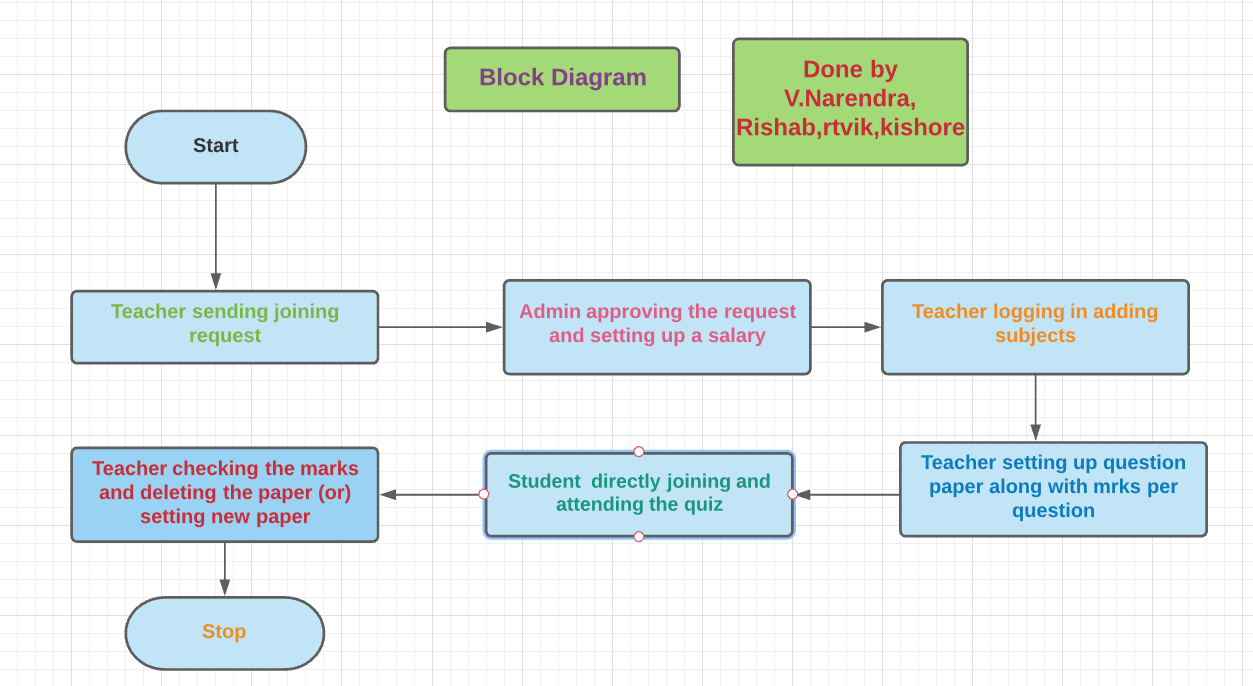 Block Diagram
Done by
V.Narendra,
Rishab,rtvik,kishore
Start
Teacher sending joining
request
Admin approving the request
and setting up a salary
Teacher logging in adding
subjects
Teacher setting up question
paper along with mrks per
question
Student  directly joining and
attending the quiz
Teacher checking the marks
and deleting the paper (or)
setting new paper
Stop